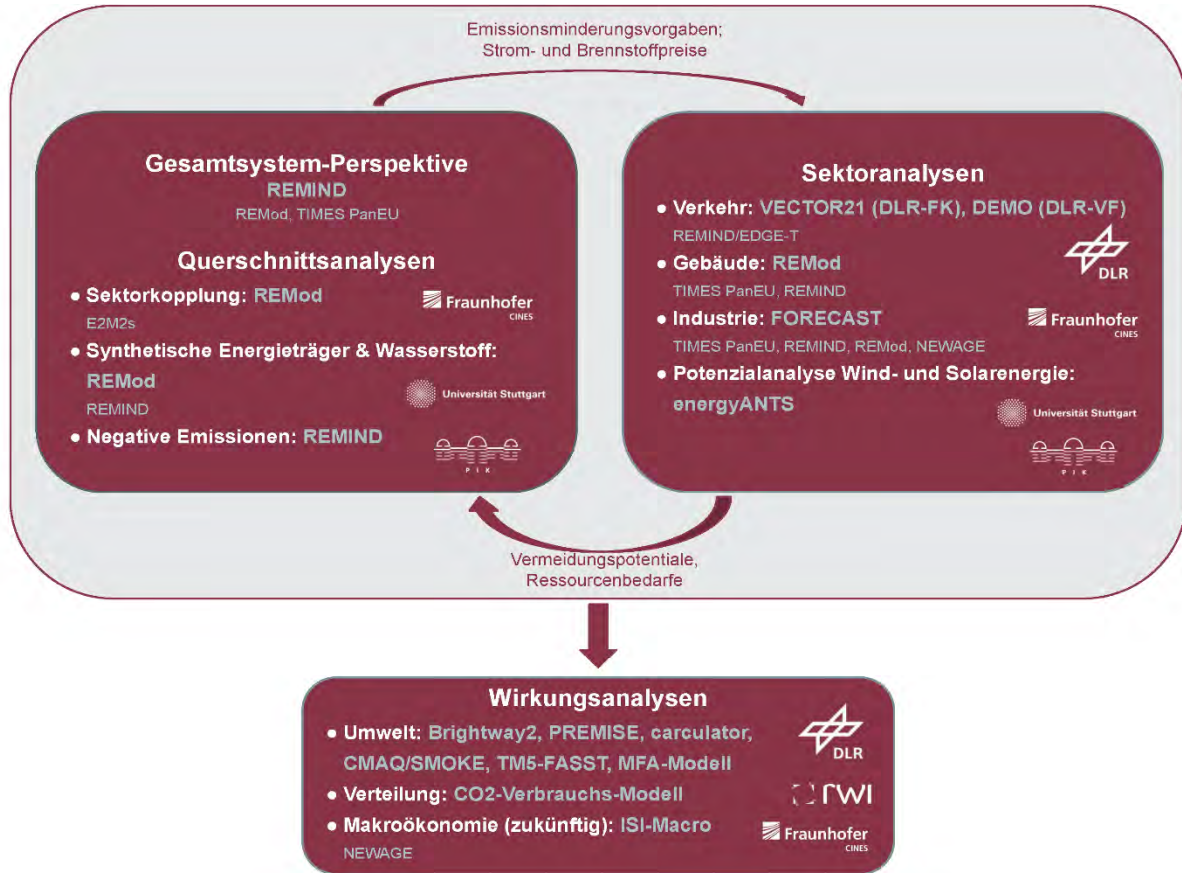 Emissionsminderungsvorgaben;
Strom- und Brennstoffpreise
Gesamtsystem-Perspektive
REMIND
REMod, TIMES PanEU
Querschnittsanalysen
● Sektorkopplung: REMod
E2M2s
Fraunhofer
CINES
● Synthetische Energieträger & Wasserstoff:
REMod
REMIND
Universität Stuttgart
● Negative Emissionen: REMIND
PIK
Sektoranalysen
● Verkehr: VECTOR21 (DLR-FK), DEMO (DLR-VF)
REMIND/EDGE-T
DLR
● Gebäude: REMod
TIMES PanEU, REMIND
● Industrie: FORECAST
TIMES PanEU, REMIND, REMod, NEWAGE
Fraunhofer
CINES
● Potenzialanalyse Wind- und Solarenergie:
energyANTS
Universität Stuttgart
PIK
Vermeidungspotentiale,
Ressourcenbedarfe
Wirkungsanalysen
● Umwelt: Brightway2, PREMISE, carculator,
CMAQ/SMOKE, TM5-FASST, MFA-Modell
DLR
● Verteilung: CO2-Verbrauchs-Modell
rwi
● Makroökonomie (zukünftig): ISI-Macro
NEWAGE
Fraunhofer
CINES